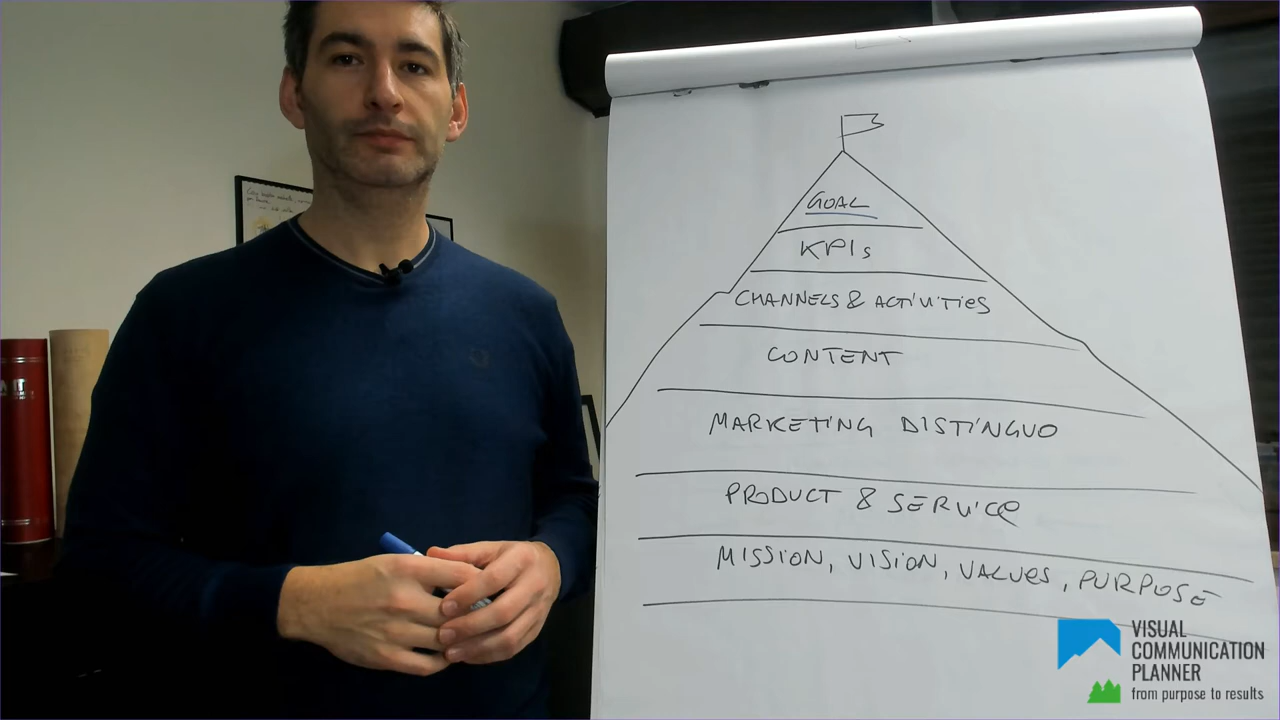 GOAL
KPIs
CHANNELS & ACTIVITIES
CONTENT
MARKETING DISTINGUO
PRODUCT & SERVICE
MISSION, VISION, VALUES, PURPOSE
VISUAL
COMMUNICATION
PLANNER
from purpose to results